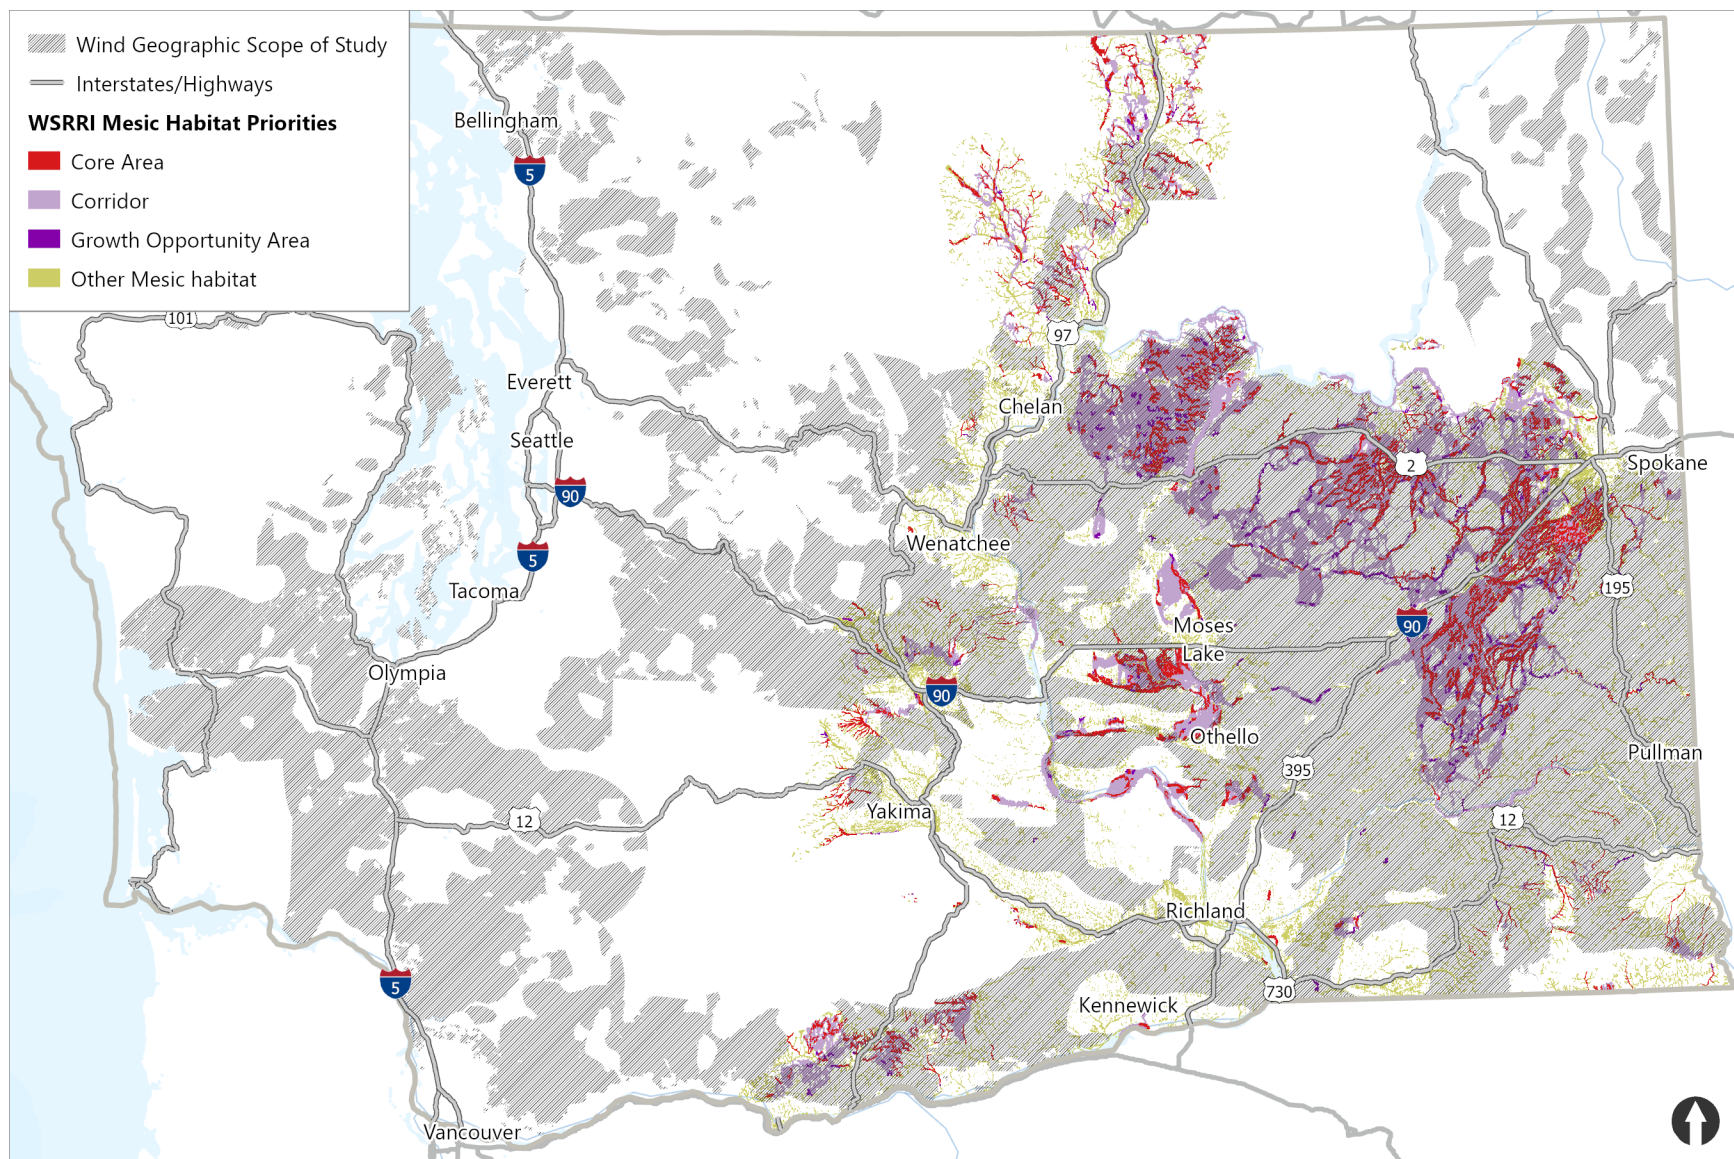 Wind Geographic Scope of Study
Interstates/Highways
WSRRI Mesic Habitat Priorities
Core Area
Corridor
Growth Opportunity Area
Other Mesic habitat
Bellingham
5
101
97
Everett
Chelan
Seattle
2
Spokane
90
Wenatchee
5
Tacoma
195
90
Moses
Lake
Olympia
90
Othello
Pullman
395
Yakima
12
12
Richland
5
730
Kennewick
Vancouver